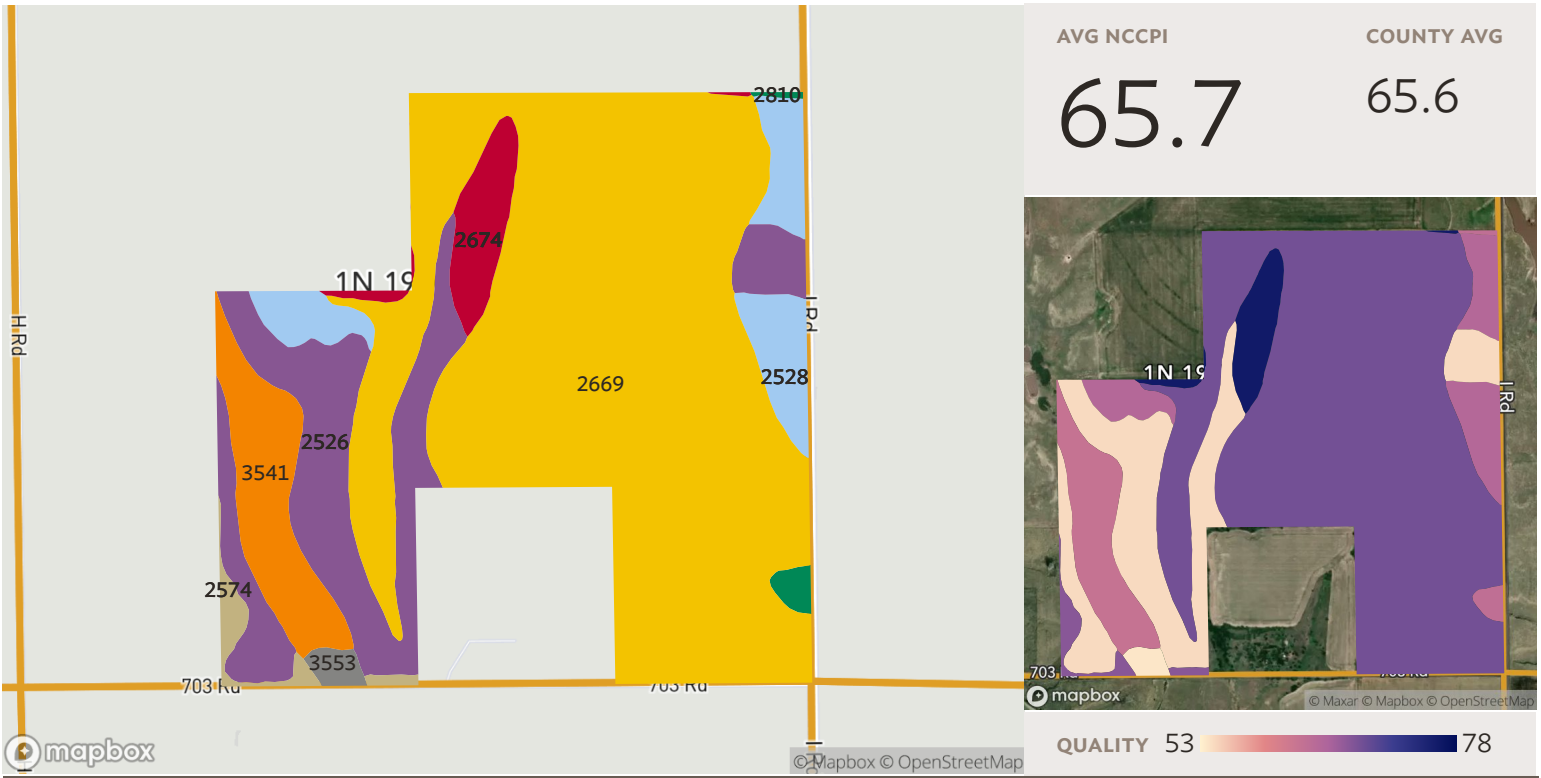 2810
2674
1N 19
H Rd
I Rd
2669
2528
2526
3541
2574
3553
703 Rd
703 Rd
mapbox
© Mapbox © OpenStreetMap
AVG NCCPI
COUNTY AVG
65.7
65.6
1N 19
I Rd
703 Rd
mapbox
© Maxar © Mapbox © OpenStreetMap
QUALITY 53 78